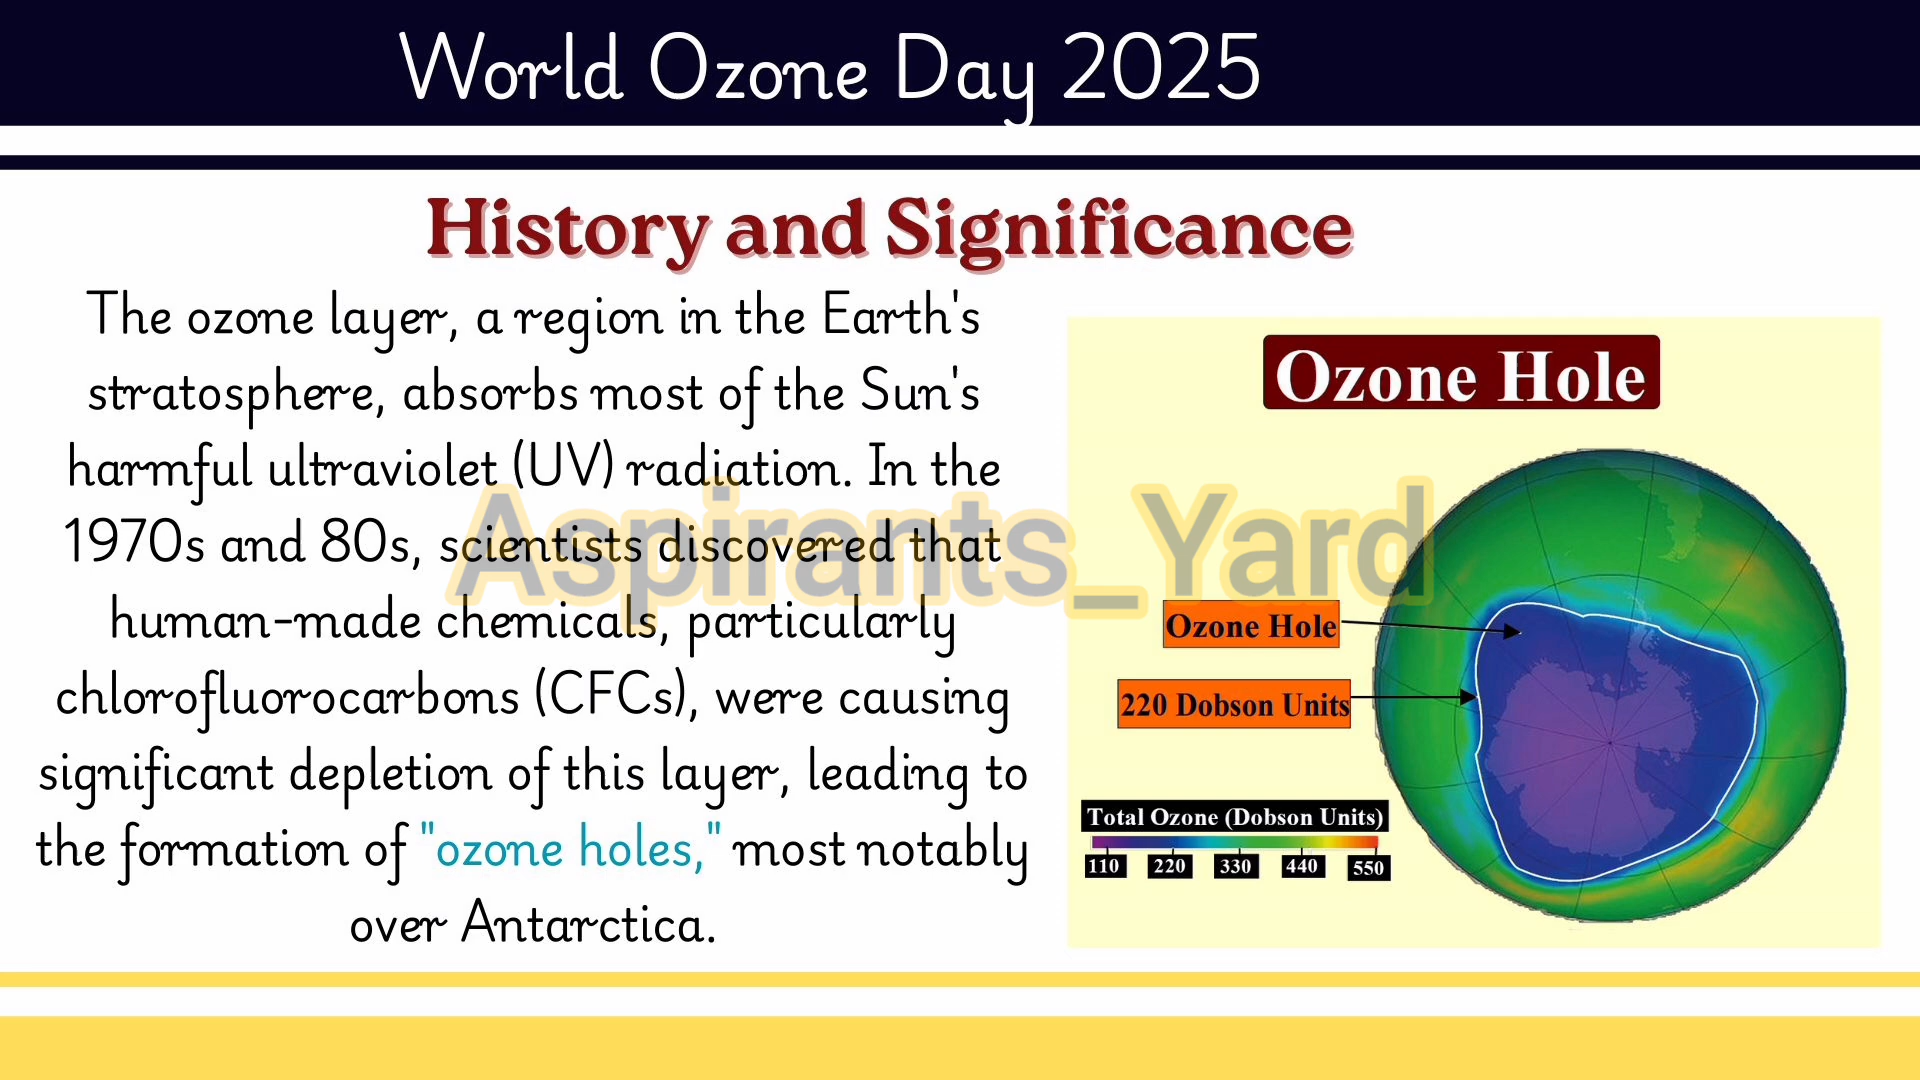 World Ozone Day 2025
History and Significance
The ozone layer, a region in the Earth's
stratosphere, absorbs most of the Sun's
harmful ultraviolet (UV) radiation. In the
1970s and 80s, scientists discovered that
human-made chemicals, particularly
chlorofluorocarbons (CFCs), were causing
significant depletion of this layer, leading to
the formation of "ozone holes," most notably
over Antarctica.
Aspirants_Yard
Ozone Hole
Ozone Hole
220 Dobson Units
Total Ozone (Dobson Units)
110 220 330 440 550